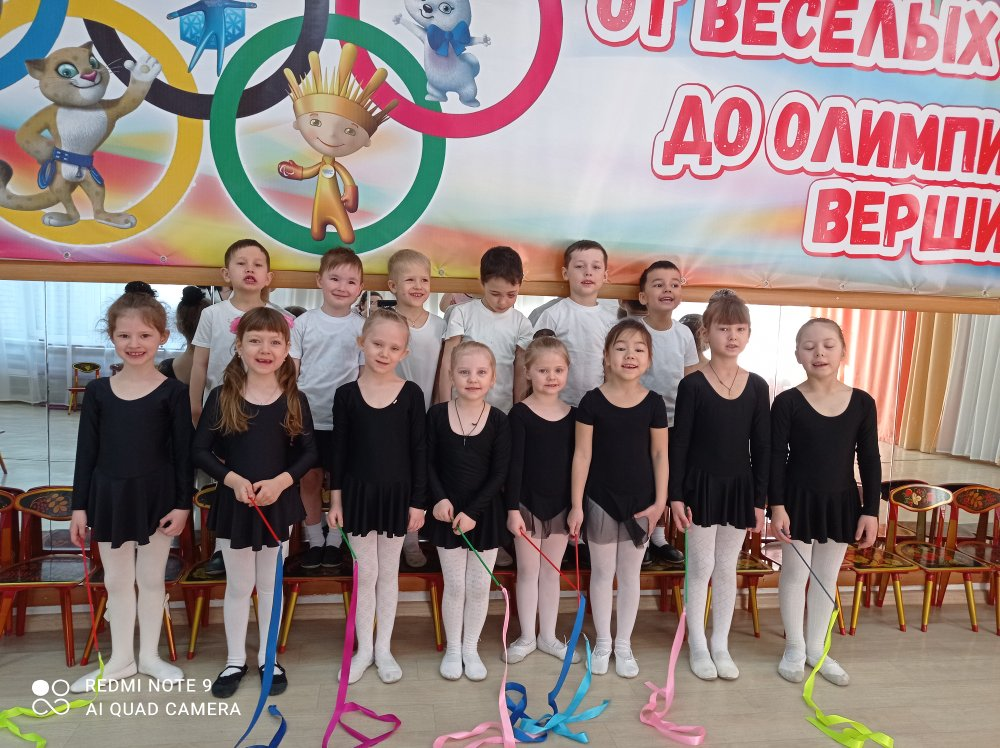 ОТ ВЕСЕЛЫХ
ДО ОЛИМПИ
ВЕРШИ
REDMI NOTE 9
AI QUAD CAMERA